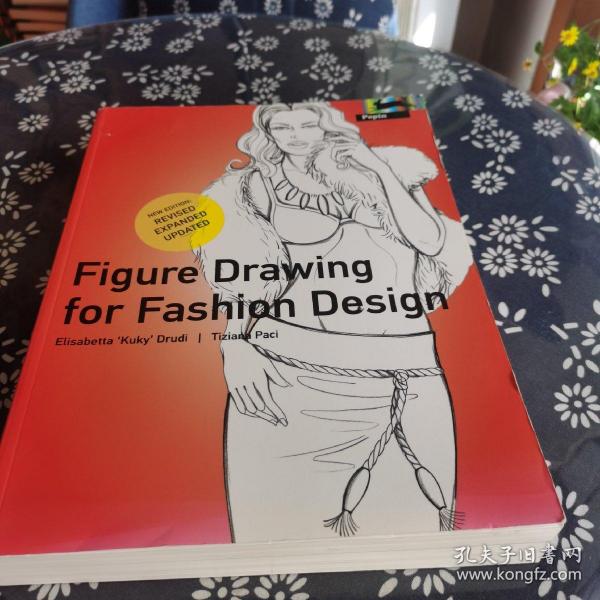 Pepin
NEW EDITION:
REVISED
EXPANDED
UPDATED
Figure Drawing
for Fashion Design
Elisabetta 'Kuky' Drudi | Tiziana Paci
孔夫子旧书网
www.kongfz.com